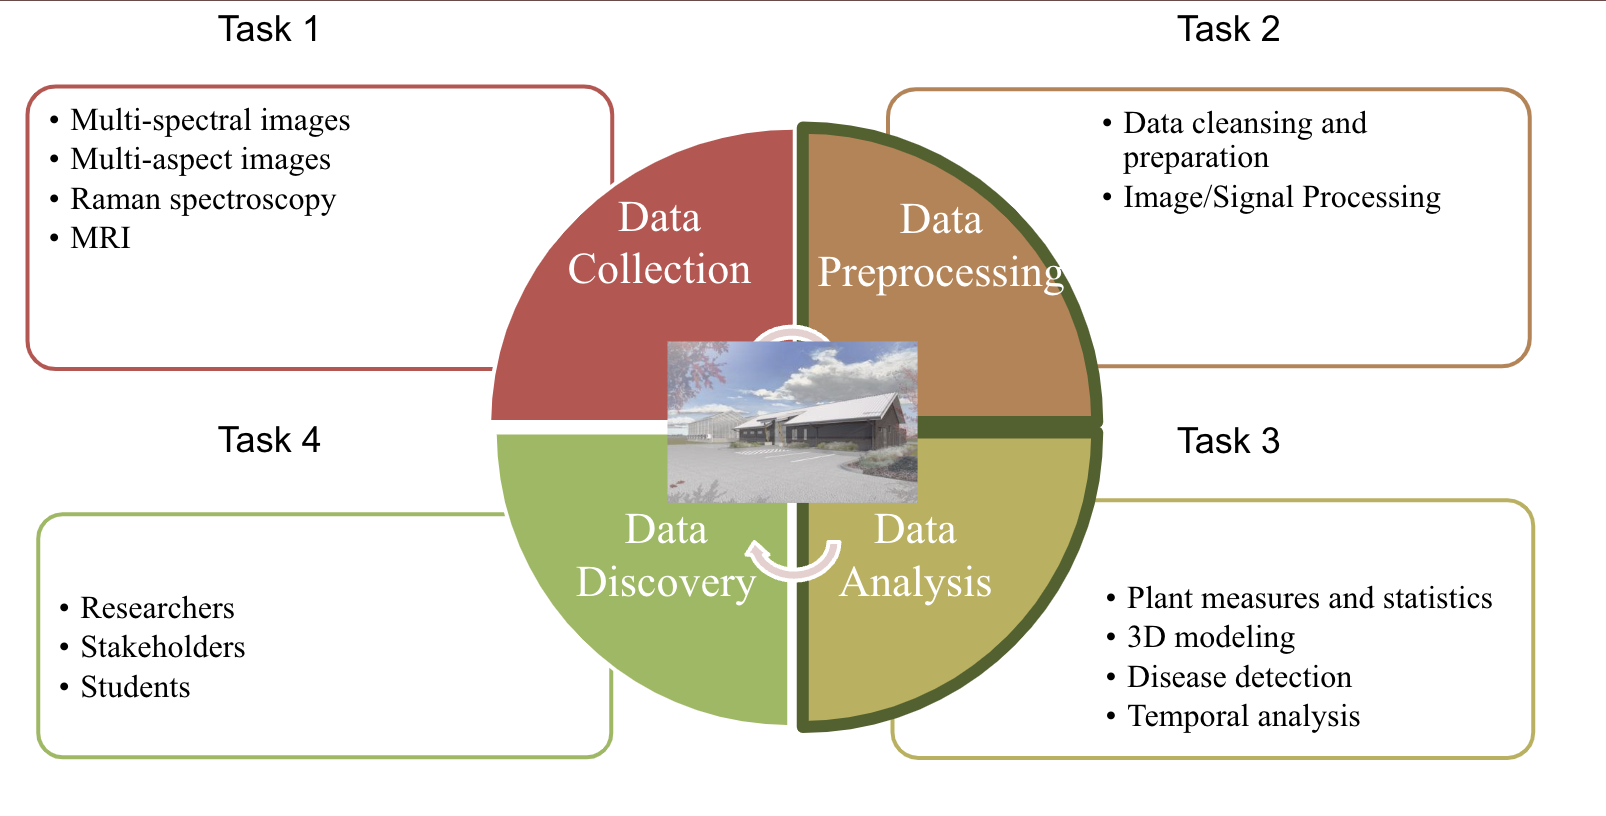 Task 1
• Multi-spectral images
• Multi-aspect images
• Raman spectroscopy
• MRI
Data
Collection
Task 2
• Data cleansing and
preparation
• Image/Signal Processing
Data
Preprocessing
Task 3
Data
Analysis
• Plant measures and statistics
• 3D modeling
• Disease detection
• Temporal analysis
Task 4
Data
Discovery
• Researchers
• Stakeholders
• Students